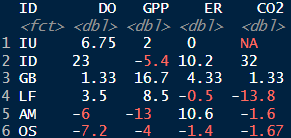 ID DO GPP ER CO2
<fct> <dbl> <dbl> <dbl> <dbl>
1 IU 6.75 2 0 NA
2 ID 23 -5.4 10.2 32
3 GB 1.33 16.7 4.33 1.33
4 LF 3.5 8.5 -0.5 -13.8
5 AM -6 -13 10.6 -1.6
6 OS -7.2 -4 -1.4 -1.67